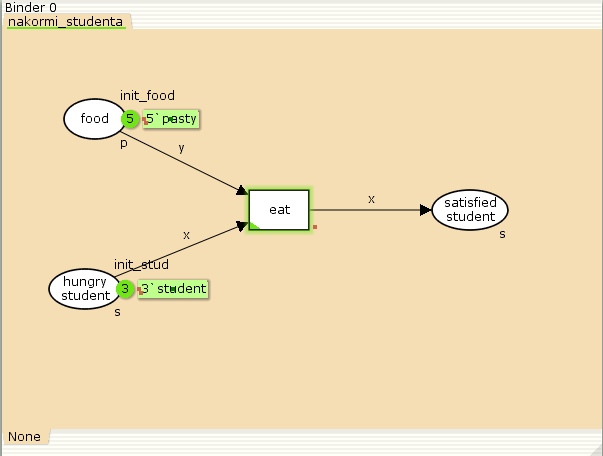 Binder 0
nakormi_studenta
init_food
food
5
5`pasty
p
y
eat
x
satisfied
student
s
x
init_stud
hungry
student
3
3`student
s
None